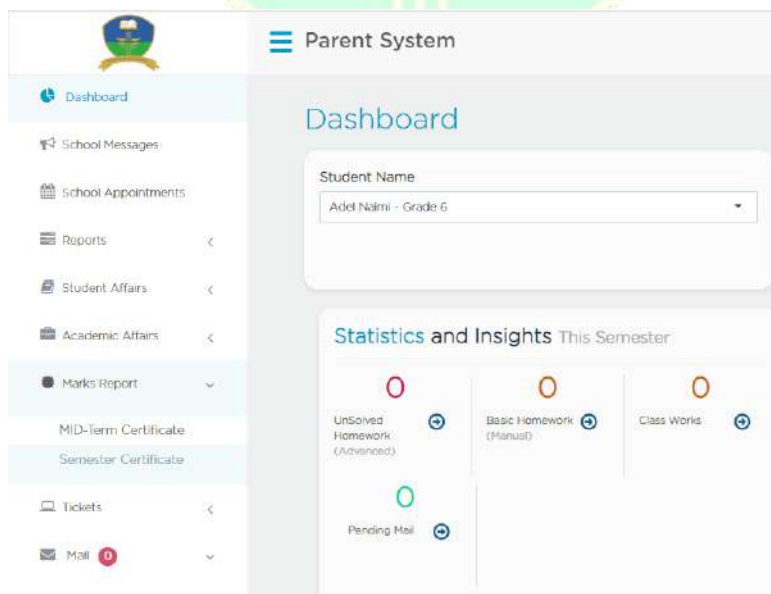 Parent System
Dashboard
School Messages
School Appointments
Reports
Student Affairs
Academic Affairs
Marks Report
MID-Term Certificate
Semester Certificate
Tickets
Mail 0
Dashboard
Student Name
Adel Naimi - Grade 6
Statistics and Insights This Semester
0
UnSolved
Homework
(Advanced)
0
Basic Homework
(Manual)
0
Class Works
0
Pending Mail